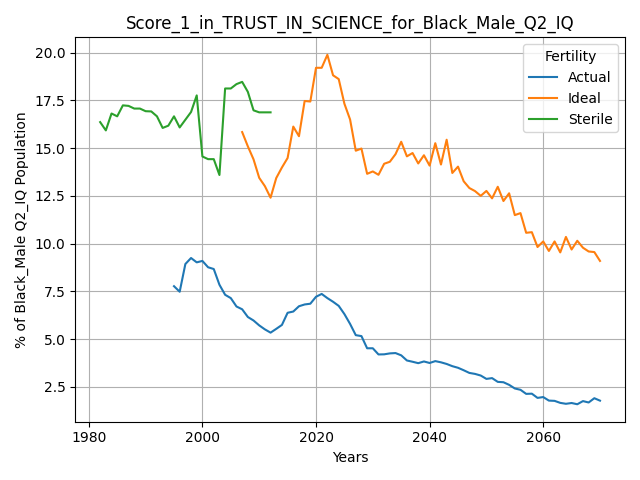 Score_1_in_TRUST_IN_SCIENCE_for_Black_Male_Q2_IQ
Fertility
Actual
Ideal
Sterile
% of Black_Male Q2_IQ Population
20.0
17.5
15.0
12.5
10.0
7.5
5.0
2.5
1980 2000 2020 2040 2060
Years